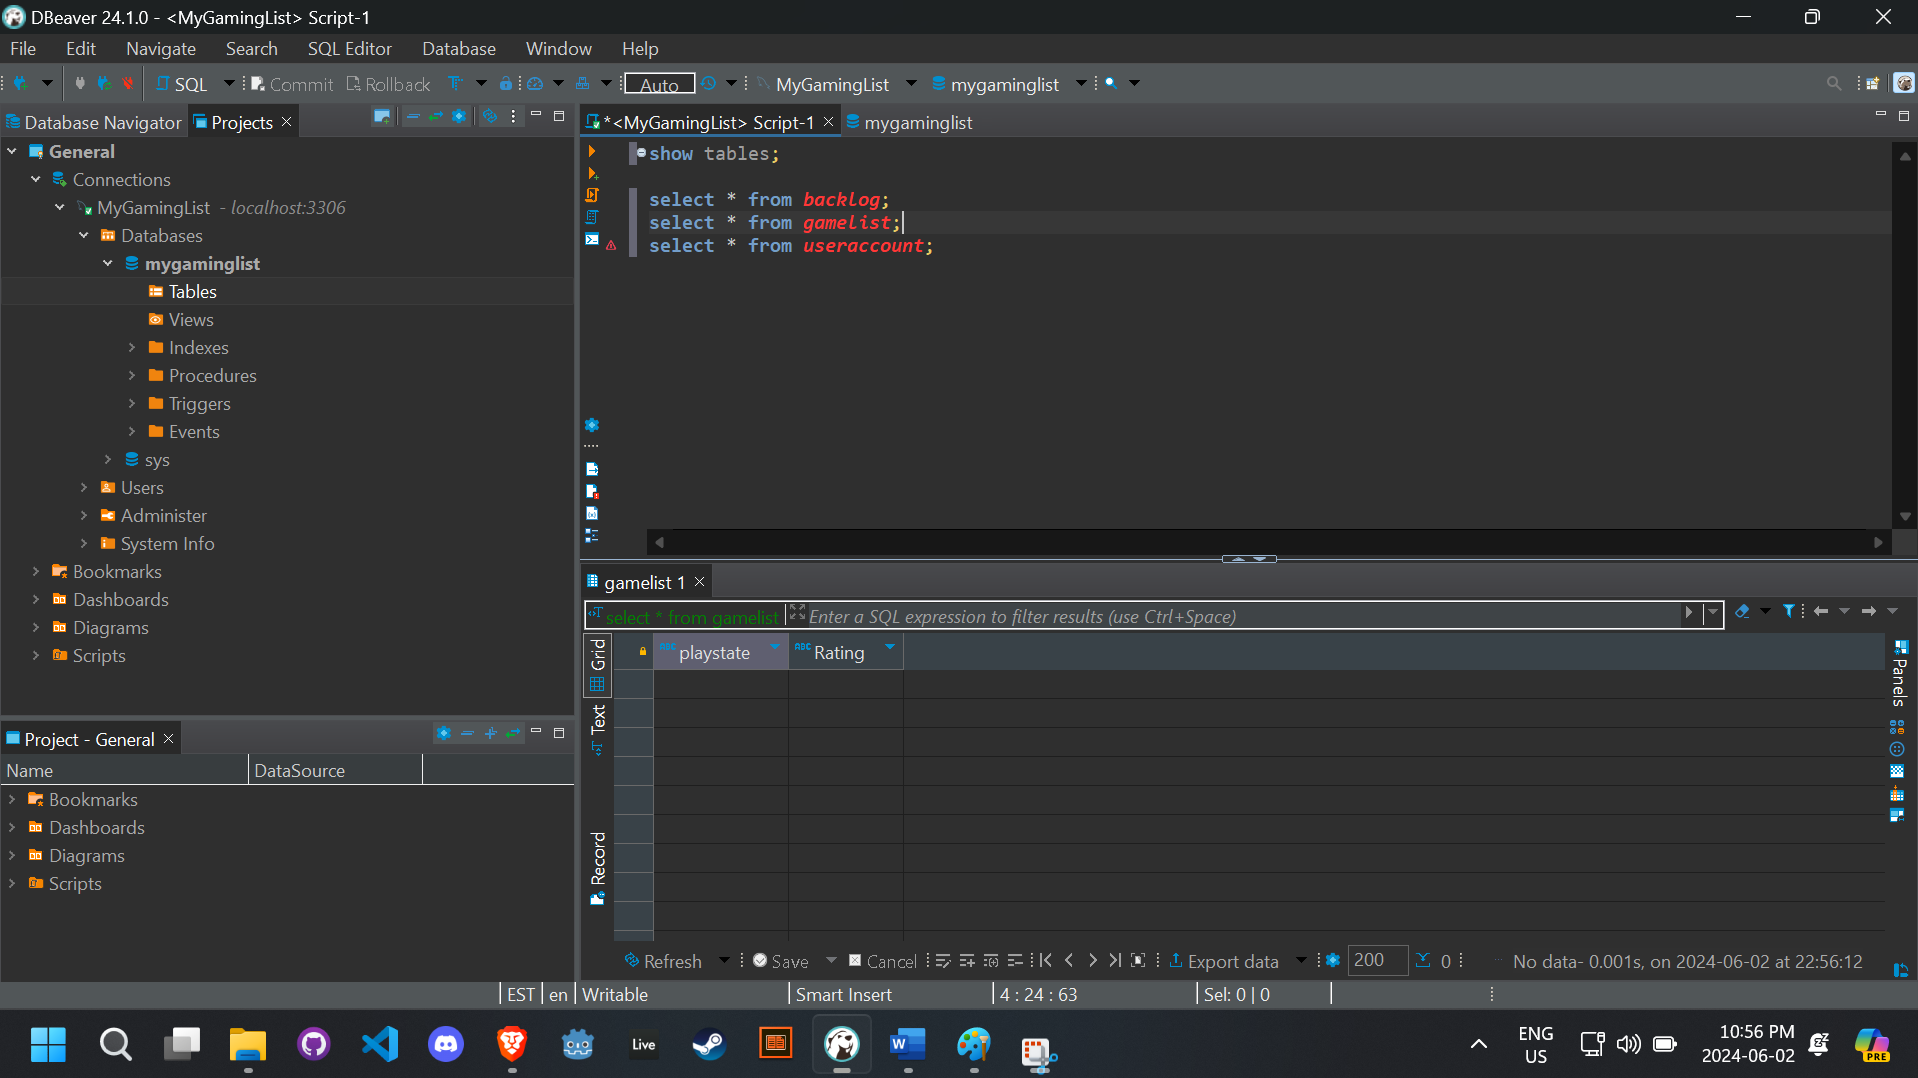 DBeaver 24.1.0 - <MyGamingList> Script-1
File Edit Navigate Search SQL Editor Database Window Help
SQL Commit Rollback Auto MyGamingList mygaminglist
Database Navigator Projects
General
Connections
MyGamingList - localhost:3306
Databases
mygaminglist
Tables
Views
Indexes
Procedures
Triggers
Events
sys
Users
Administer
System Info
Bookmarks
Dashboards
Diagrams
Scripts
Project - General
Name DataSource
Bookmarks
Dashboards
Diagrams
Scripts
*<MyGamingList> Script-1 mygaminglist
show tables;
select * from backlog;
select * from gamelist;
select * from useraccount;
gamelist 1
select * from gamelist Enter a SQL expression to filter results (use Ctrl+Space)
Grid
Text
Record
ABC playstate ABC Rating
Panels
Refresh Save Cancel Export data 200 0 No data- 0.001s, on 2024-06-02 at 22:56:12
EST en Writable Smart Insert 4 : 24 : 63 Sel: 0 | 0
Live
W
ENG
US
10:56 PM
2024-06-02
PRE